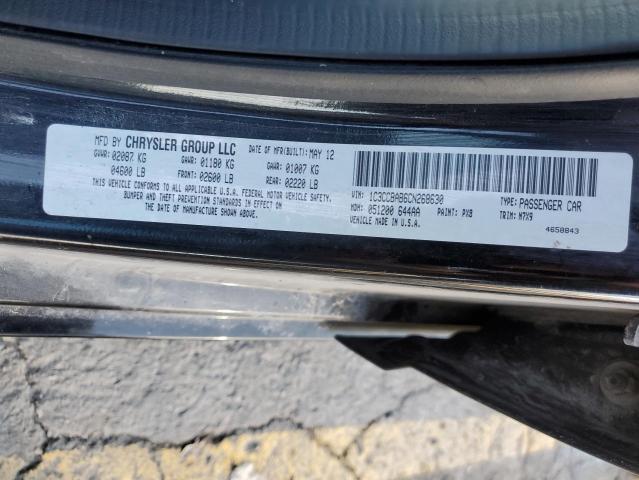 MFD BY CHRYSLER GROUP LLC DATE OF MFR(BUILT):MAY 12
GVWR: 02087 KG GAWR: 01180 KG GAWR: 01007 KG
04600 LB FRONT: 02600 LB REAR: 02220 LB
THIS VEHICLE CONFORMS TO ALL APPLICABLE U.S.A. FEDERAL MOTOR VEHICLE SAFETY,
BUMPER AND THEFT PREVENTION STANDARDS IN EFFECT ON
THE DATE OF MANUFACTURE SHOWN ABOVE.
VIN: 1C3CCBAB6CN268630 TYPE: PASSENGER CAR
MDH: 051200 644AA PAINT: PX8 TRIM: M7X9
VEHICLE MADE IN U.S.A. 4658843